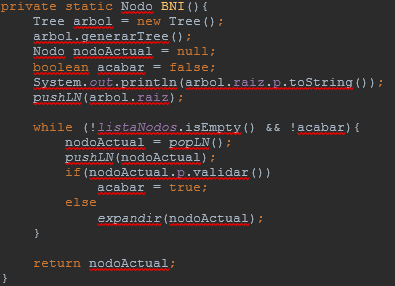 private static Nodo BNI(){
Tree arbol = new Tree();
arbol.generarTree();
Nodo nodoActual = null;
boolean acabar = false;
System.out.println(arbol.raiz.p.toString());
pushLN(arbol.raiz);
while (!listaNodos.isEmpty() && !acabar){
nodoActual = popLN();
pushLN(nodoActual);
if(nodoActual.p.validar())
acabar = true;
else
expandir(nodoActual);
}
return nodoActual;
}